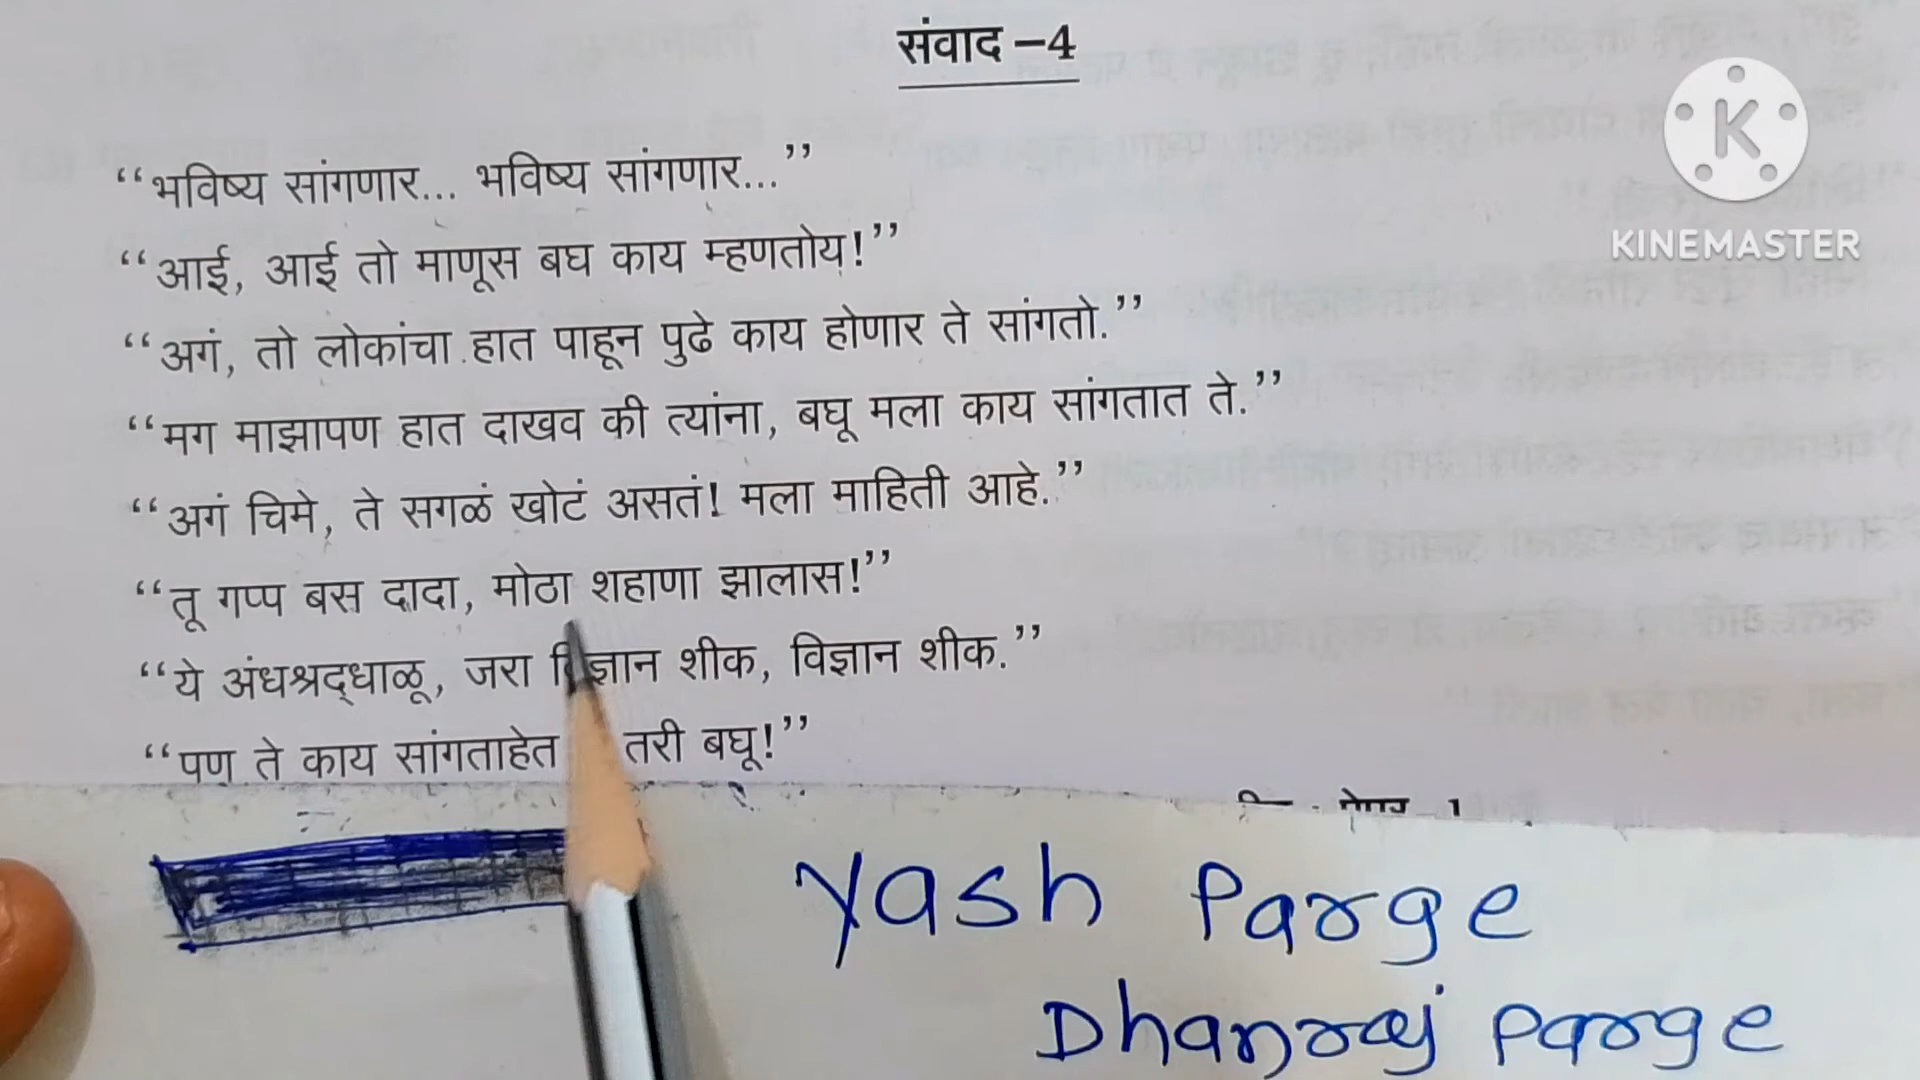 संवाद –4
K
KINEMASTER
“भविष्य सांगणार... भविष्य सांगणार...”
“आई, आई तो माणूस बघ काय म्हणतोय!”
“अगं, तो लोकांचा हात पाहून पुढे काय होणार ते सांगतो.”
“मग माझापण हात दाखव की त्यांना, बघू मला काय सांगतात ते.”
“अगं चिमे, ते सगळं खोटं असतं! मला माहिती आहे.”
“तू गप्प बस दादा, मोठा शहाणा झालास!”
“ये अंधश्रद्धाळू, जरा विज्ञान शीक, विज्ञान शीक.”
“पण ते काय सांगताहेत तरी बघू!”
Yash Parge
Dhanraj Parge